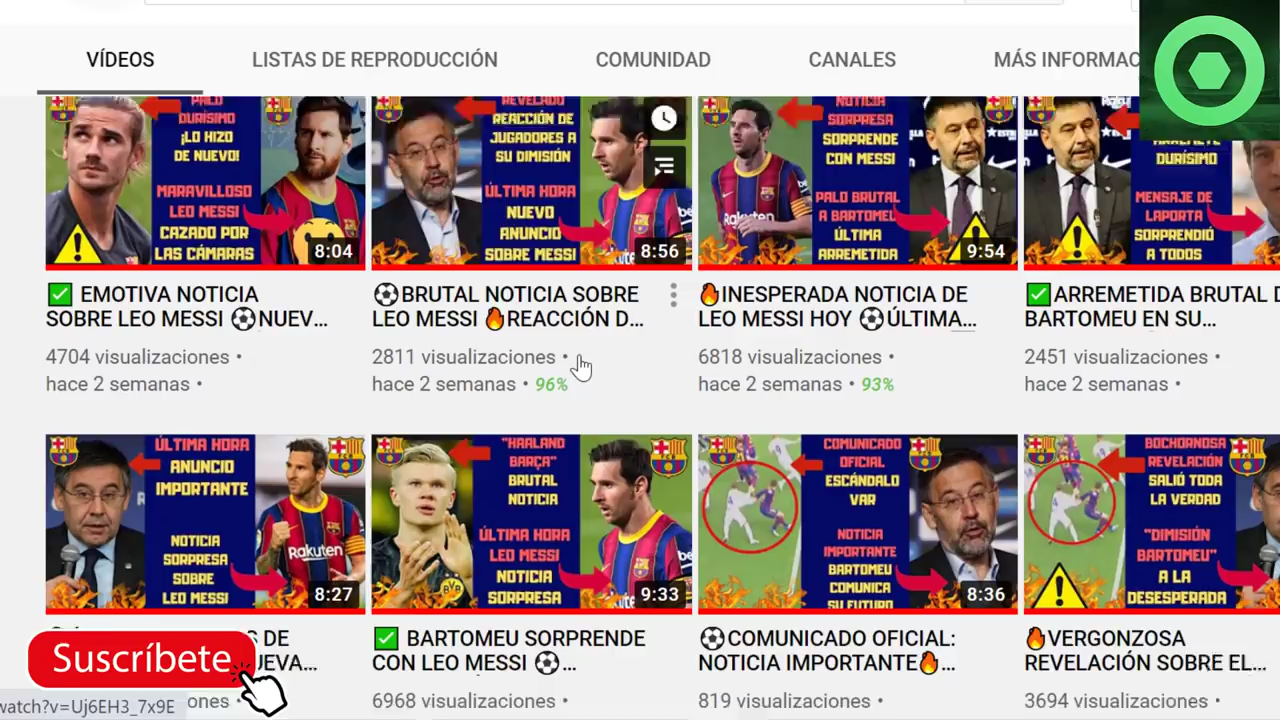 VÍDEOS
LISTAS DE REPRODUCCIÓN
COMUNIDAD
CANALES
MÁS INFORMAC
PALO
DURÍSIMO
¡LO HIZO
DE NUEVO!
MARAVILLOSO
LEO MESSI
CAZADO POR
LAS CÁMARAS
8:04
REVELADO
REACCIÓN DE
JUGADORES A
SU DIMISIÓN
ÚLTIMA HORA
NUEVO
ANUNCIO
SOBRE MESSI
8:56
NOTICIA
SORPRESA
SORPRENDE
CON MESSI
Rakuten
PALO BRUTAL
A BARTOMEU
ÚLTIMA
ARREMETIDA
9:54
DURÍSIMO
MENSAJE DE
LAPORTA
SORPRENDIÓ
A TODOS
✅ EMOTIVA NOTICIA
SOBRE LEO MESSI ⚽NUEV...
4704 visualizaciones •
hace 2 semanas •
⚽BRUTAL NOTICIA SOBRE
LEO MESSI 🔥REACCIÓN D...
2811 visualizaciones •
hace 2 semanas • 96%
🔥INESPERADA NOTICIA DE
LEO MESSI HOY ⚽ÚLTIMA...
6818 visualizaciones •
hace 2 semanas • 93%
✅ARREMETIDA BRUTAL D
BARTOMEU EN SU...
2451 visualizaciones •
hace 2 semanas •
ÚLTIMA HORA
ANUNCIO
IMPORTANTE
NOTICIA
SORPRESA
SOBRE
LEO MESSI
Rakuten
8:27
"HAALAND
BARÇA"
BRUTAL
NOTICIA
ÚLTIMA HORA
LEO MESSI
NOTICIA
SORPRESA
9:33
COMUNICADO
OFICIAL
ESCÁNDALO
VAR
NOTICIA
IMPORTANTE
BARTOMEU
COMUNICA
SU FUTURO
8:36
BOCHORNOSA
REVELACIÓN
SALIÓ TODA
LA VERDAD
"DIMISIÓN
BARTOMEU"
A LA
DESESPERADA
S DE
UEVA...
ones •
✅ BARTOMEU SORPRENDE
CON LEO MESSI ⚽...
6968 visualizaciones •
⚽COMUNICADO OFICIAL:
NOTICIA IMPORTANTE🔥...
819 visualizaciones •
🔥VERGONZOSA
REVELACIÓN SOBRE EL...
3694 visualizaciones •
Suscríbete
watch?v=Uj6EH3_7x9E